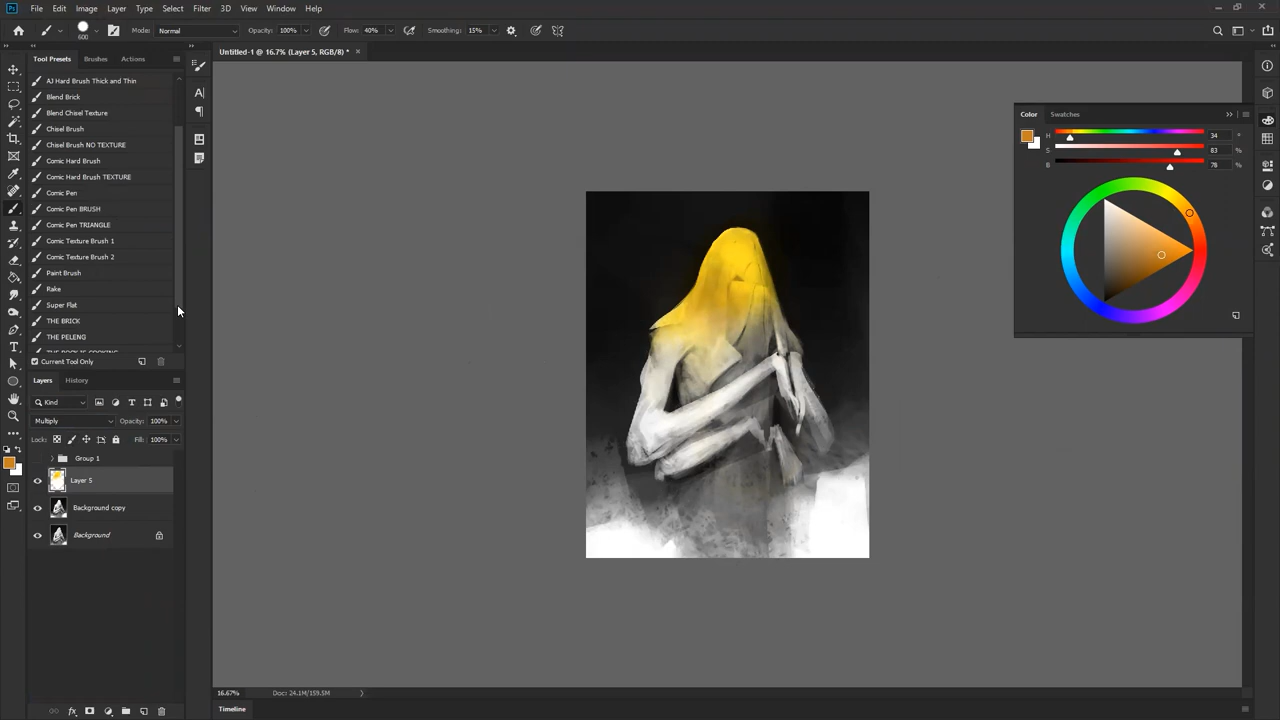 Ps File Edit Image Layer Type Select Filter 3D View Window Help
600 Mode: Normal Opacity: 100% Flow: 40% Smoothing: 15%
Untitled-1 @ 16.7% (Layer 5, RGB/8) *
Tool Presets Brushes Actions
AJ Hard Brush Thick and Thin
Blend Brick
Blend Chisel Texture
Chisel Brush
Chisel Brush NO TEXTURE
Comic Hard Brush
Comic Hard Brush TEXTURE
Comic Pen
Comic Pen BRUSH
Comic Pen TRIANGLE
Comic Texture Brush 1
Comic Texture Brush 2
Paint Brush
Rake
Super Flat
THE BRICK
THE PELENG
Current Tool Only
Layers History
Kind
Multiply Opacity: 100%
Lock: Fill: 100%
Group 1
Layer 5
Background copy
Background
Color Swatches
H 34 °
S 83 %
B 78 %
16.67% Doc: 24.1M/159.5M
Timeline